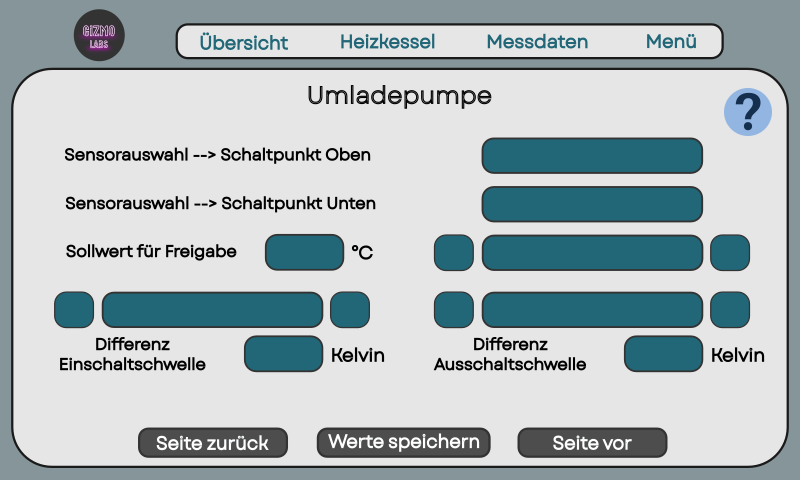 GIZMO
LABS
Übersicht Heizkessel Messdaten Menü
Umladepumpe
?
Sensorauswahl --> Schaltpunkt Oben
Sensorauswahl --> Schaltpunkt Unten
Sollwert für Freigabe °C
Differenz
Einschaltschwelle
Kelvin
Differenz
Ausschaltschwelle
Kelvin
Seite zurück Werte speichern Seite vor